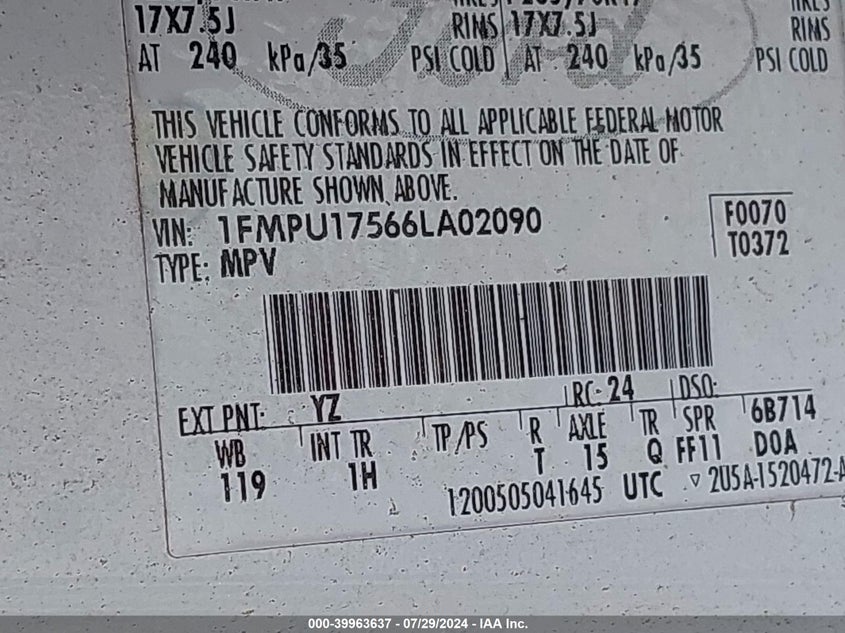 17X7.5J RIMS 17X7.5J RIMS
AT 240 kPa/35 PSI COLD AT 240 kPa/35 PSI COLD
Ford
THIS VEHICLE CONFORMS TO ALL APPLICABLE FEDERAL MOTOR
VEHICLE SAFETY STANDARDS IN EFFECT ON THE DATE OF
MANUFACTURE SHOWN ABOVE.
VIN: 1FMPU17566LA02090 F0070
TYPE: MPV T0372
EXT PNT: YZ RC: 24 DSO:
WB INT TR TP/PS R AXLE TR SPR 6B714
119 1H T 15 Q FF11 DOA
1200505041645 UTC ▽ 2U5A-1520472-A
000-39963637 - 07/29/2024 - IAA Inc.